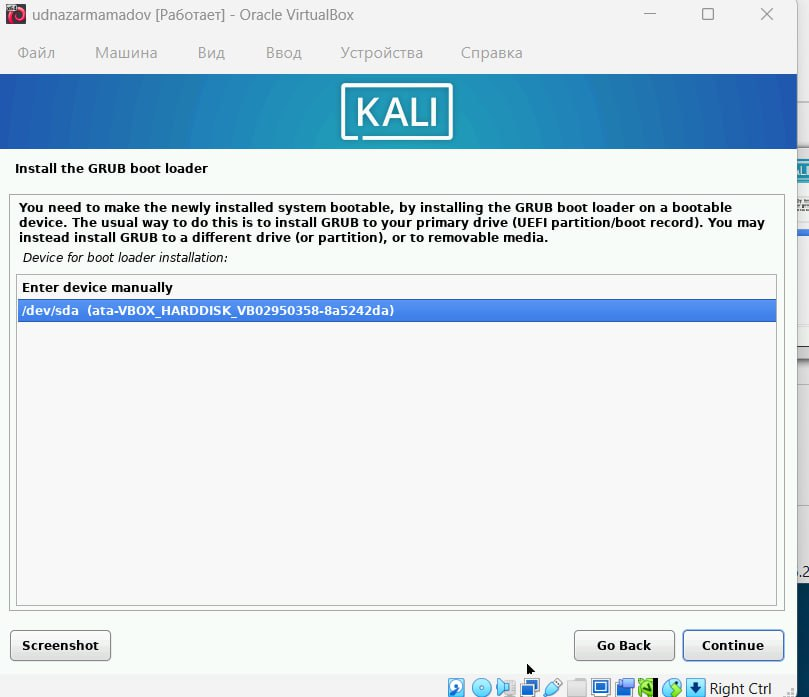 udnazarmamadov [Работает] - Oracle VirtualBox
Файл Машина Вид Ввод Устройства Справка
KALI
Install the GRUB boot loader
You need to make the newly installed system bootable, by installing the GRUB boot loader on a bootable
device. The usual way to do this is to install GRUB to your primary drive (UEFI partition/boot record). You may
instead install GRUB to a different drive (or partition), or to removable media.
Device for boot loader installation:
Enter device manually
/dev/sda (ata-VBOX_HARDDISK_VB02950358-8a5242da)
Screenshot Go Back Continue
Right Ctrl